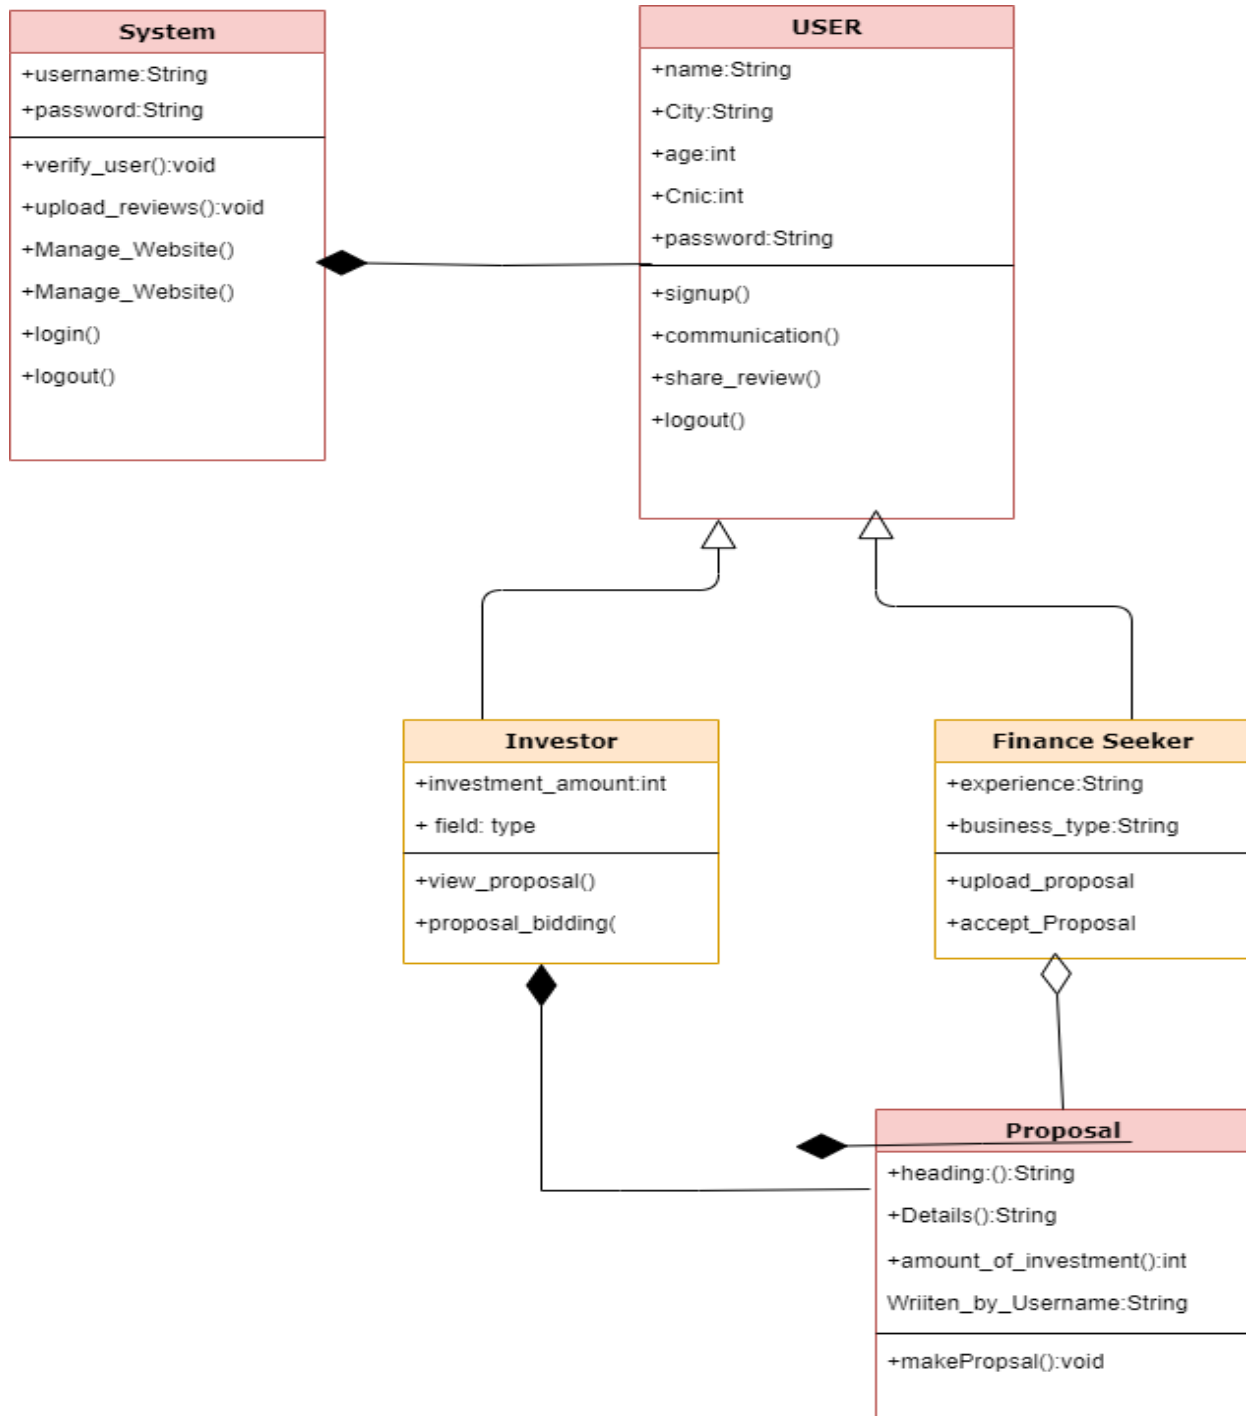 System
+username:String
+password:String
+verify_user():void
+upload_reviews():void
+Manage_Website()
+Manage_Website()
+login()
+logout()
USER
+name:String
+City:String
+age:int
+Cnic:int
+password:String
+signup()
+communication()
+share_review()
+logout()
Investor
+investment_amount:int
+ field: type
+view_proposal()
+proposal_bidding(
Finance Seeker
+experience:String
+business_type:String
+upload_proposal
+accept_Proposal
Proposal
+heading:():String
+Details():String
+amount_of_investment():int
Wriiten_by_Username:String
+makePropsal():void